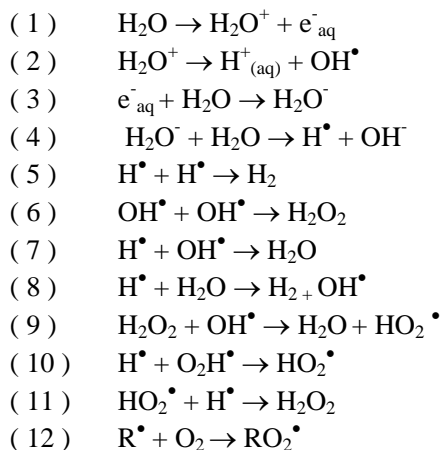 ( 1 ) H₂O → H₂O⁺ + e⁻aq
( 2 ) H₂O⁺ → H⁺(aq) + OH•
( 3 ) e⁻aq + H₂O → H₂O⁻
( 4 ) H₂O⁻ + H₂O → H• + OH⁻
( 5 ) H• + H• → H₂
( 6 ) OH• + OH• → H₂O₂
( 7 ) H• + OH• → H₂O
( 8 ) H• + H₂O → H₂ + OH•
( 9 ) H₂O₂ + OH• → H₂O + HO₂ •
( 10 ) H• + O₂H• → HO₂•
( 11 ) HO₂• + H• → H₂O₂
( 12 ) R• + O₂ → RO₂•